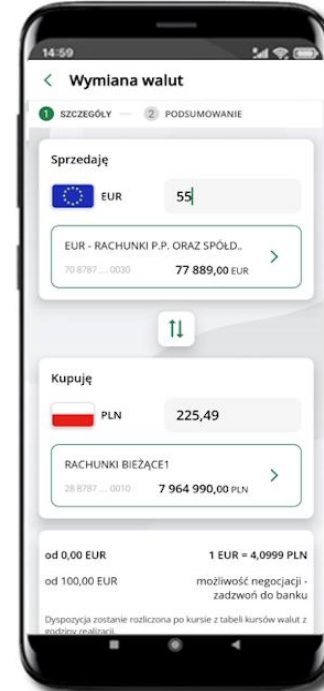 14:59
Wymiana walut
1 SZCZEGÓŁY — 2 PODSUMOWANIE
Sprzedaję
EUR 55
EUR - RACHUNKI P.P. ORAZ SPÓŁD..
70 8787 ... 0030 77 889,00 EUR
Kupuję
PLN 225,49
RACHUNKI BIEŻĄCE1
28 8787 ... 0010 7 964 990,00 PLN
od 0,00 EUR 1 EUR = 4,0999 PLN
od 100,00 EUR możliwość negocjacji -
zadzwoń do banku
Dyspozycja zostanie rozliczona po kursie z tabeli kursów walut z
godziny realizacji